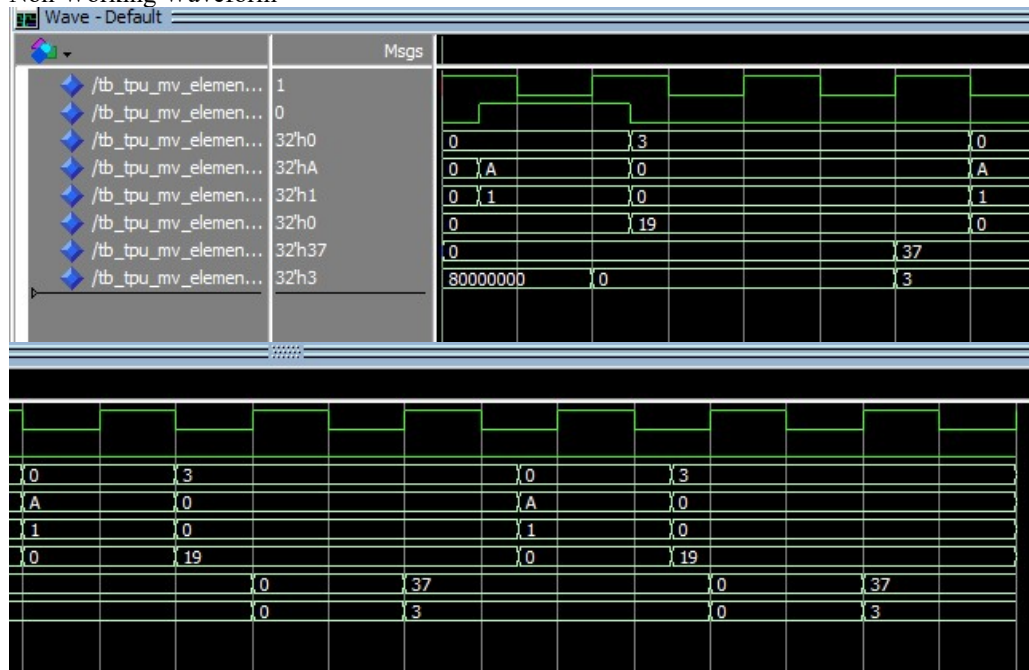 Non-Working Waveform
Wave - Default
Msgs
/tb_tpu_mv_elemen... 1
/tb_tpu_mv_elemen... 0
/tb_tpu_mv_elemen... 32'h0 0 3 0
/tb_tpu_mv_elemen... 32'hA 0 A 0 A
/tb_tpu_mv_elemen... 32'h1 0 1 0 1
/tb_tpu_mv_elemen... 32'h0 0 19 0
/tb_tpu_mv_elemen... 32'h37 0 37
/tb_tpu_mv_elemen... 32'h3 80000000 0 3
0 3 0 3
A 0 A 0
1 0 1 0
0 19 0 19
0 37 0 37
0 3 0 3